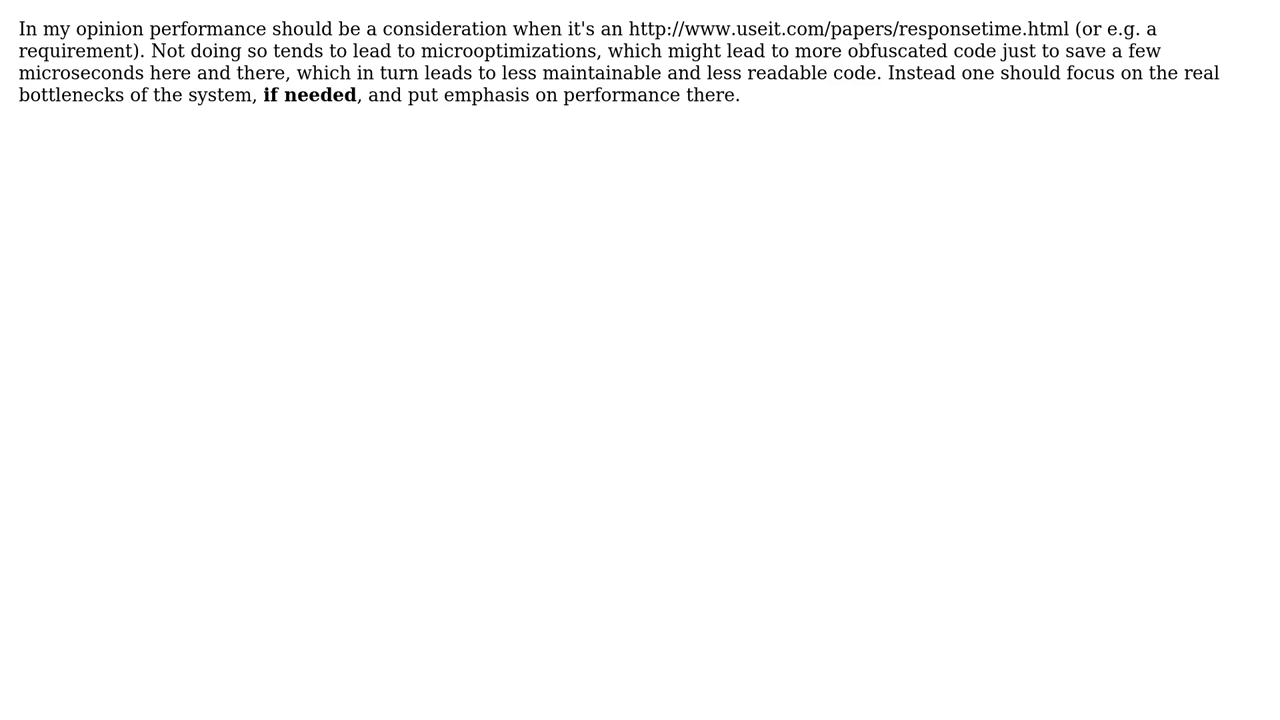 In my opinion performance should be a consideration when it's an http://www.useit.com/papers/responsetime.html (or e.g. a
requirement). Not doing so tends to lead to microoptimizations, which might lead to more obfuscated code just to save a few
microseconds here and there, which in turn leads to less maintainable and less readable code. Instead one should focus on the real
bottlenecks of the system, if needed, and put emphasis on performance there.